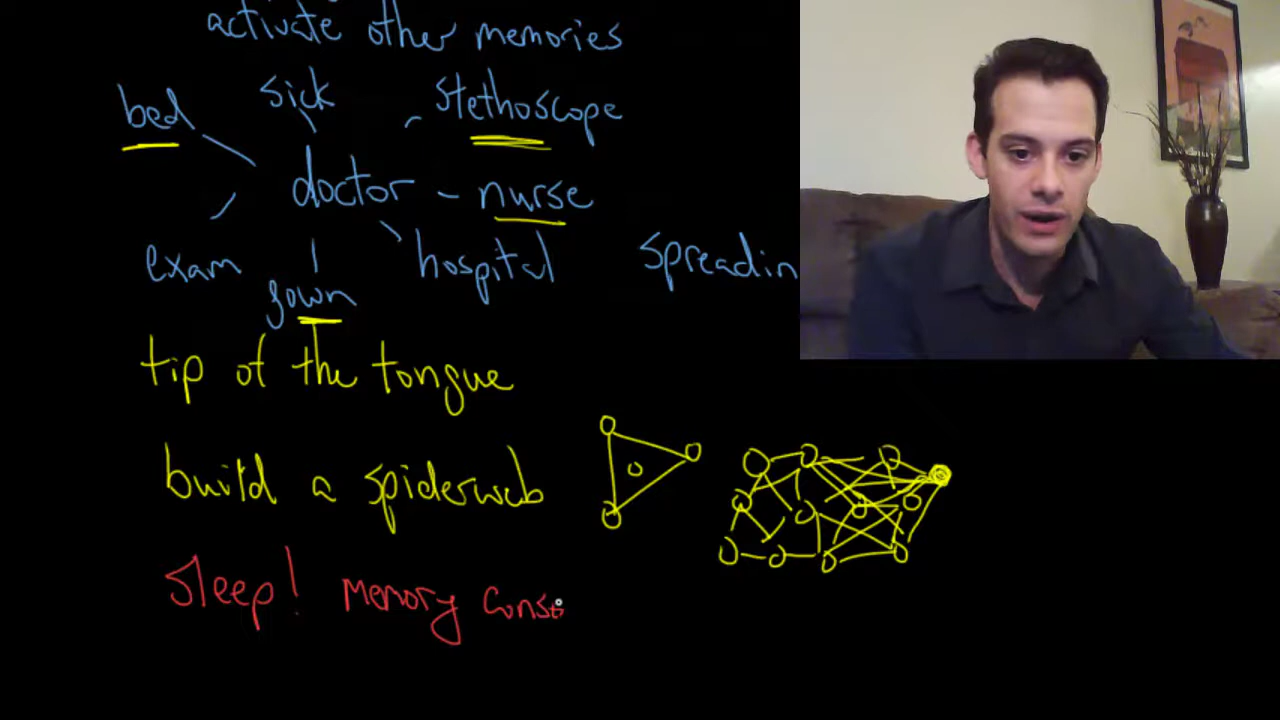 activate other memories
bed sick stethoscope
doctor - nurse
exam gown hospital spreadin
tip of the tongue
build a spiderweb
Sleep! Memory conso